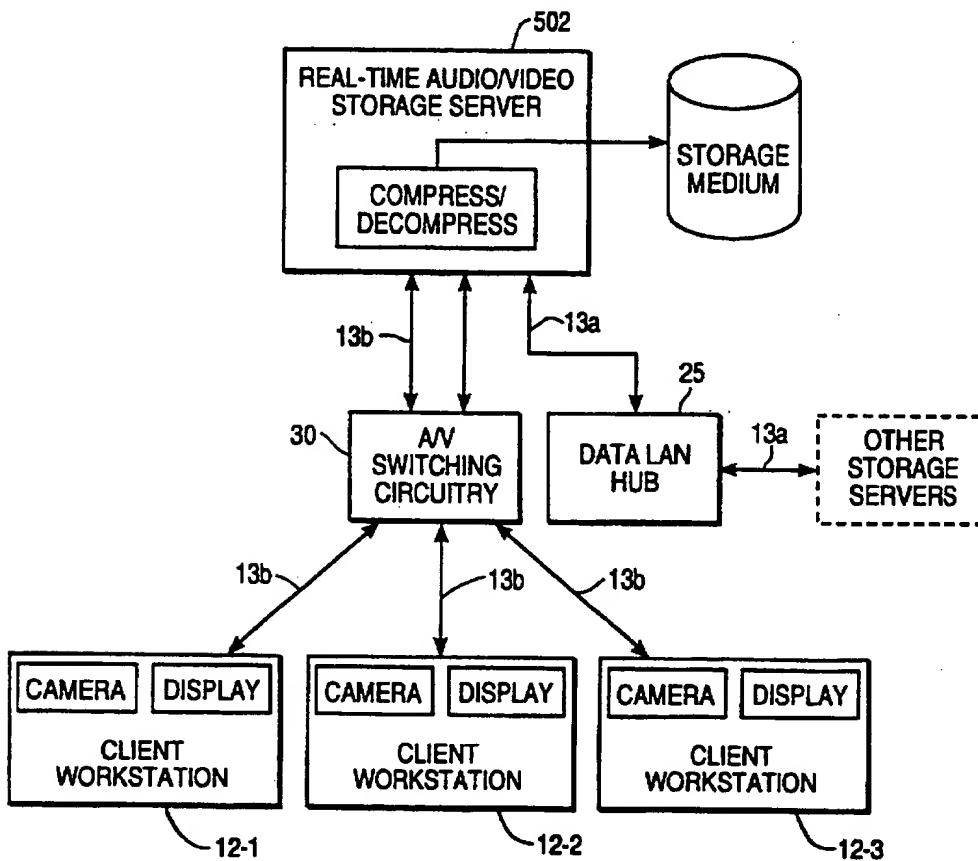 502
REAL-TIME AUDIO/VIDEO
STORAGE SERVER
COMPRESS/
DECOMPRESS
STORAGE
MEDIUM
13b
13a
30
A/V
SWITCHING
CIRCUITRY
25
DATA LAN
HUB
13a
OTHER
STORAGE
SERVERS
13b
13b
13b
CAMERA
DISPLAY
CLIENT
WORKSTATION
12-1
CAMERA
DISPLAY
CLIENT
WORKSTATION
12-2
CAMERA
DISPLAY
CLIENT
WORKSTATION
12-3